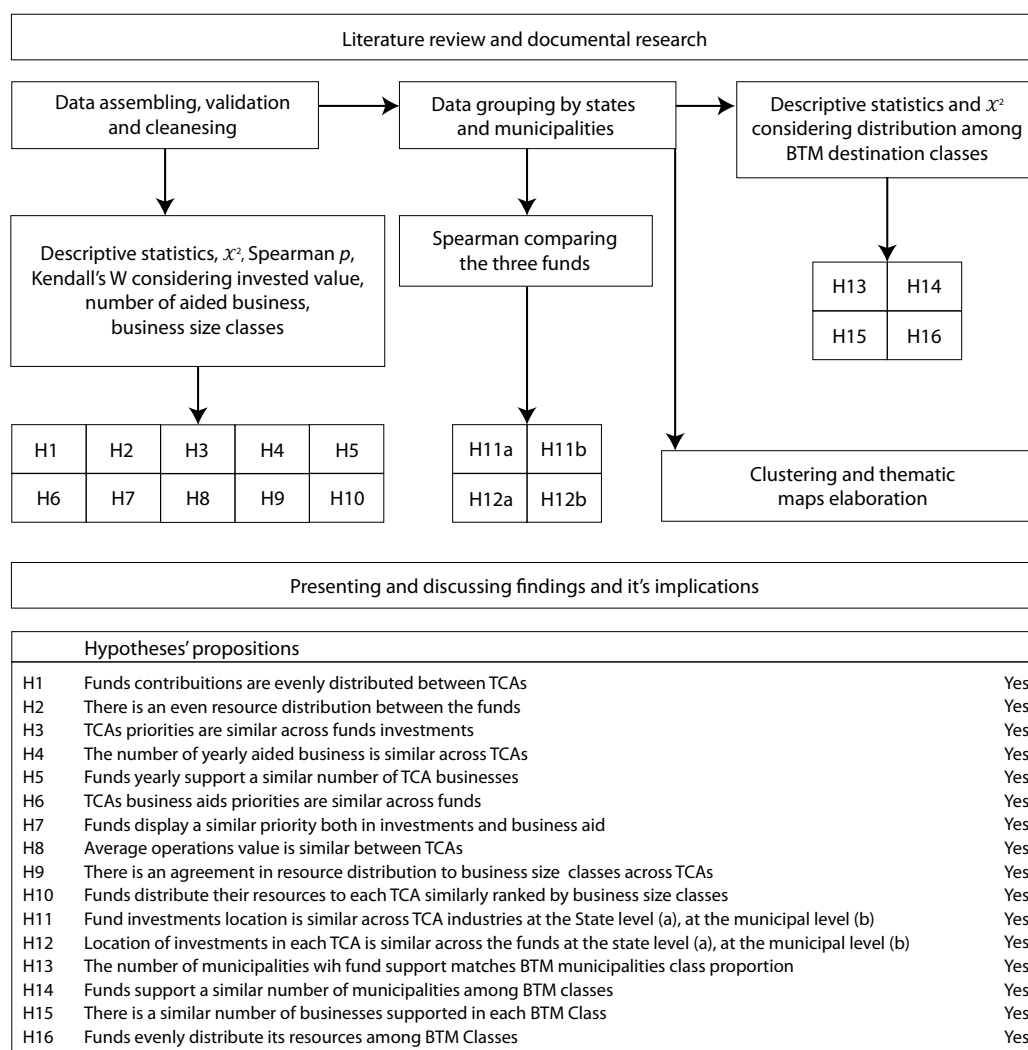 Literature review and documental research
Data assembling, validation
and cleanesing
Data grouping by states
and municipalities
Descriptive statistics and χ²
considering distribution among
BTM destination classes
Descriptive statistics, χ², Spearman p,
Kendall's W considering invested value,
number of aided business,
business size classes
Spearman comparing
the three funds
H13 H14
H15 H16
H1 H2 H3 H4 H5
H6 H7 H8 H9 H10
H11a H11b
H12a H12b
Clustering and thematic
maps elaboration
Presenting and discussing findings and it's implications
Hypotheses' propositions
H1 Funds contribuitions are evenly distributed between TCAs Yes
H2 There is an even resource distribution between the funds Yes
H3 TCAs priorities are similar across funds investments Yes
H4 The number of yearly aided business is similar across TCAs Yes
H5 Funds yearly support a similar number of TCA businesses Yes
H6 TCAs business aids priorities are similar across funds Yes
H7 Funds display a similar priority both in investments and business aid Yes
H8 Average operations value is similar between TCAs Yes
H9 There is an agreement in resource distribution to business size classes across TCAs Yes
H10 Funds distribute their resources to each TCA similarly ranked by business size classes Yes
H11 Fund investments location is similar across TCA industries at the State level (a), at the municipal level (b) Yes
H12 Location of investments in each TCA is similar across the funds at the state level (a), at the municipal level (b) Yes
H13 The number of municipalities wih fund support matches BTM municipalities class proportion Yes
H14 Funds support a similar number of municipalities among BTM classes Yes
H15 There is a similar number of businesses supported in each BTM Class Yes
H16 Funds evenly distribute its resources among BTM Classes Yes